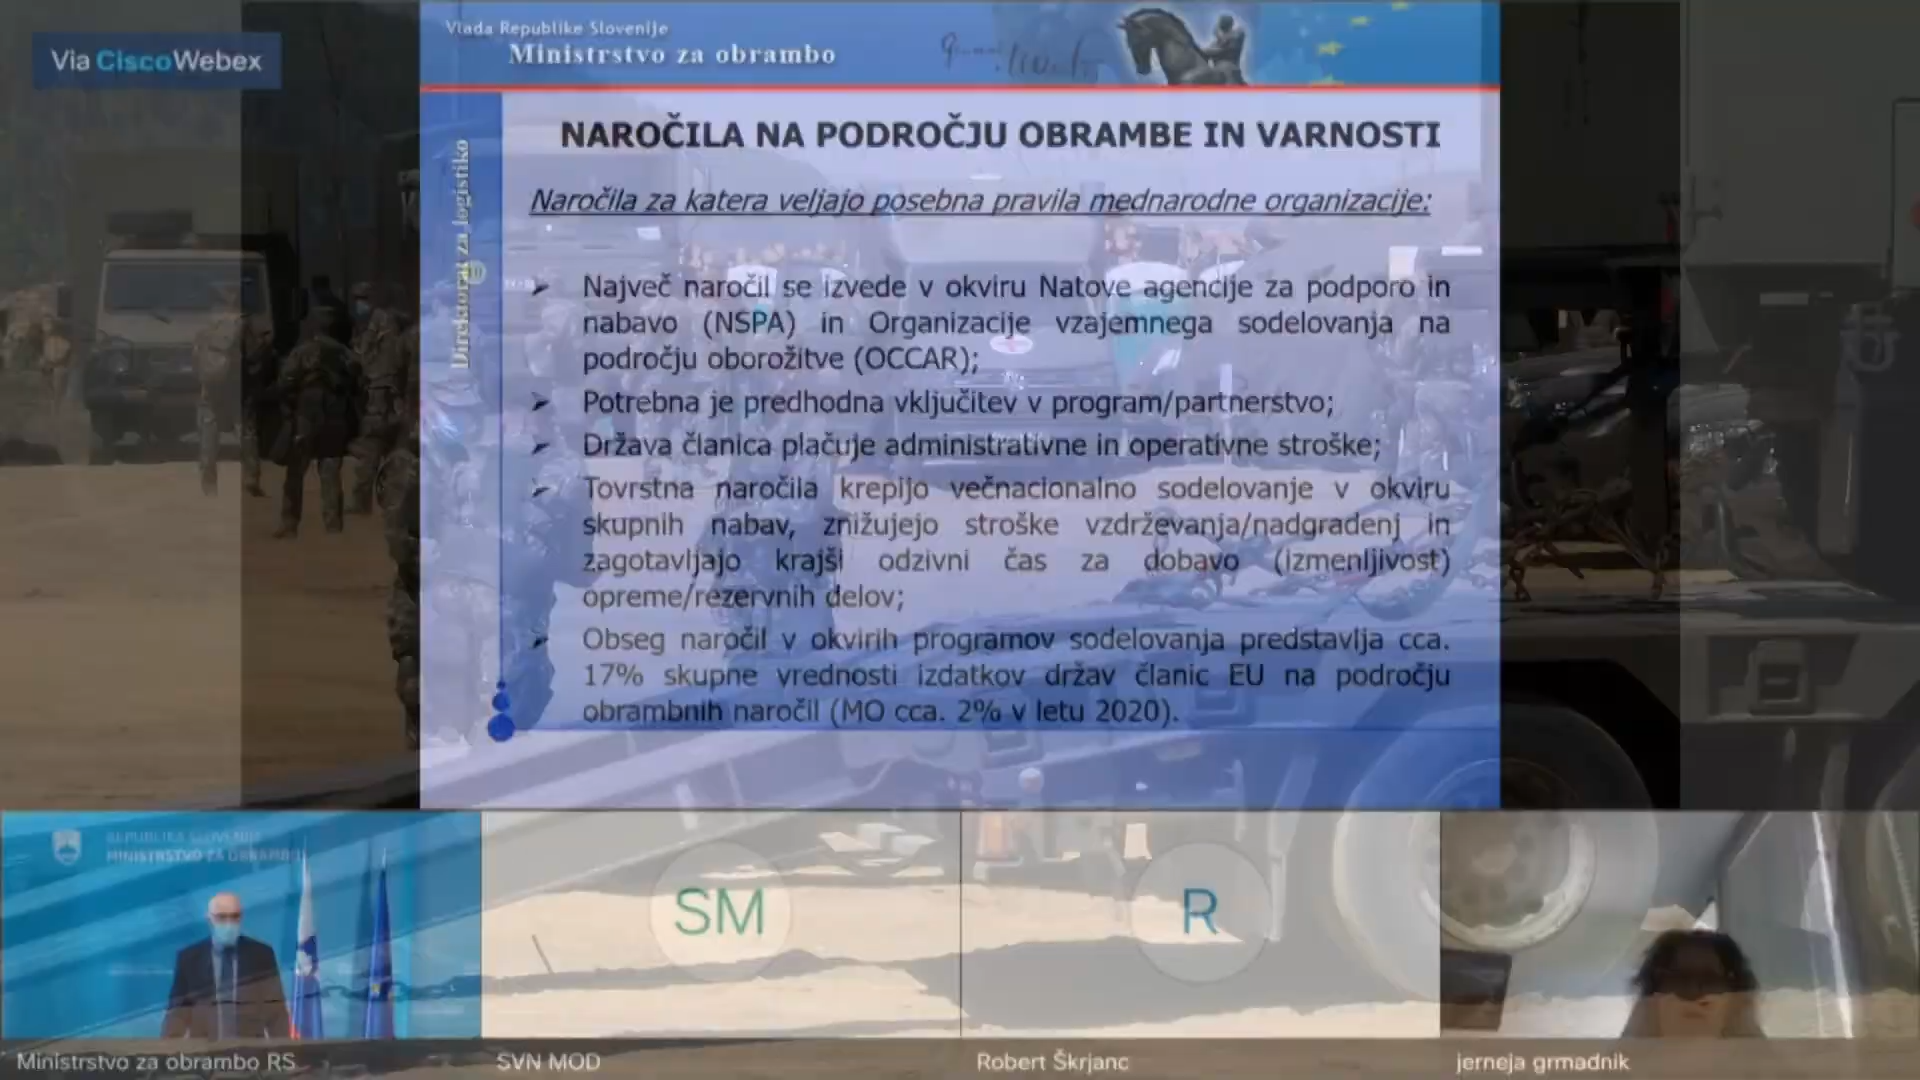 Via CiscoWebex
Vlada Republike Slovenije
Ministrstvo za obrambo
Direktorat za logistiko
NAROČILA NA PODROČJU OBRAMBE IN VARNOSTI
Naročila za katera veljajo posebna pravila mednarodne organizacije:
➢ Največ naročil se izvede v okviru Natove agencije za podporo in
nabavo (NSPA) in Organizacije vzajemnega sodelovanja na
področju oborožitve (OCCAR);
➢ Potrebna je predhodna vključitev v program/partnerstvo;
➢ Država članica plačuje administrativne in operativne stroške;
➢ Tovrstna naročila krepijo večnacionalno sodelovanje v okviru
skupnih nabav, znižujejo stroške vzdrževanja/nadgradenj in
zagotavljajo krajši odzivni čas za dobavo (izmenljivost)
opreme/rezervnih delov;
➢ Obseg naročil v okvirih programov sodelovanja predstavlja cca.
17% skupne vrednosti izdatkov držav članic EU na področju
obrambnih naročil (MO cca. 2% v letu 2020).
REPUBLIKA SLOVENIJA
MINISTRSTVO ZA OBRAMBO
SM
R
Ministrstvo za obrambo RS
SVN MOD
Robert Škrjanc
jerneja grmadnik